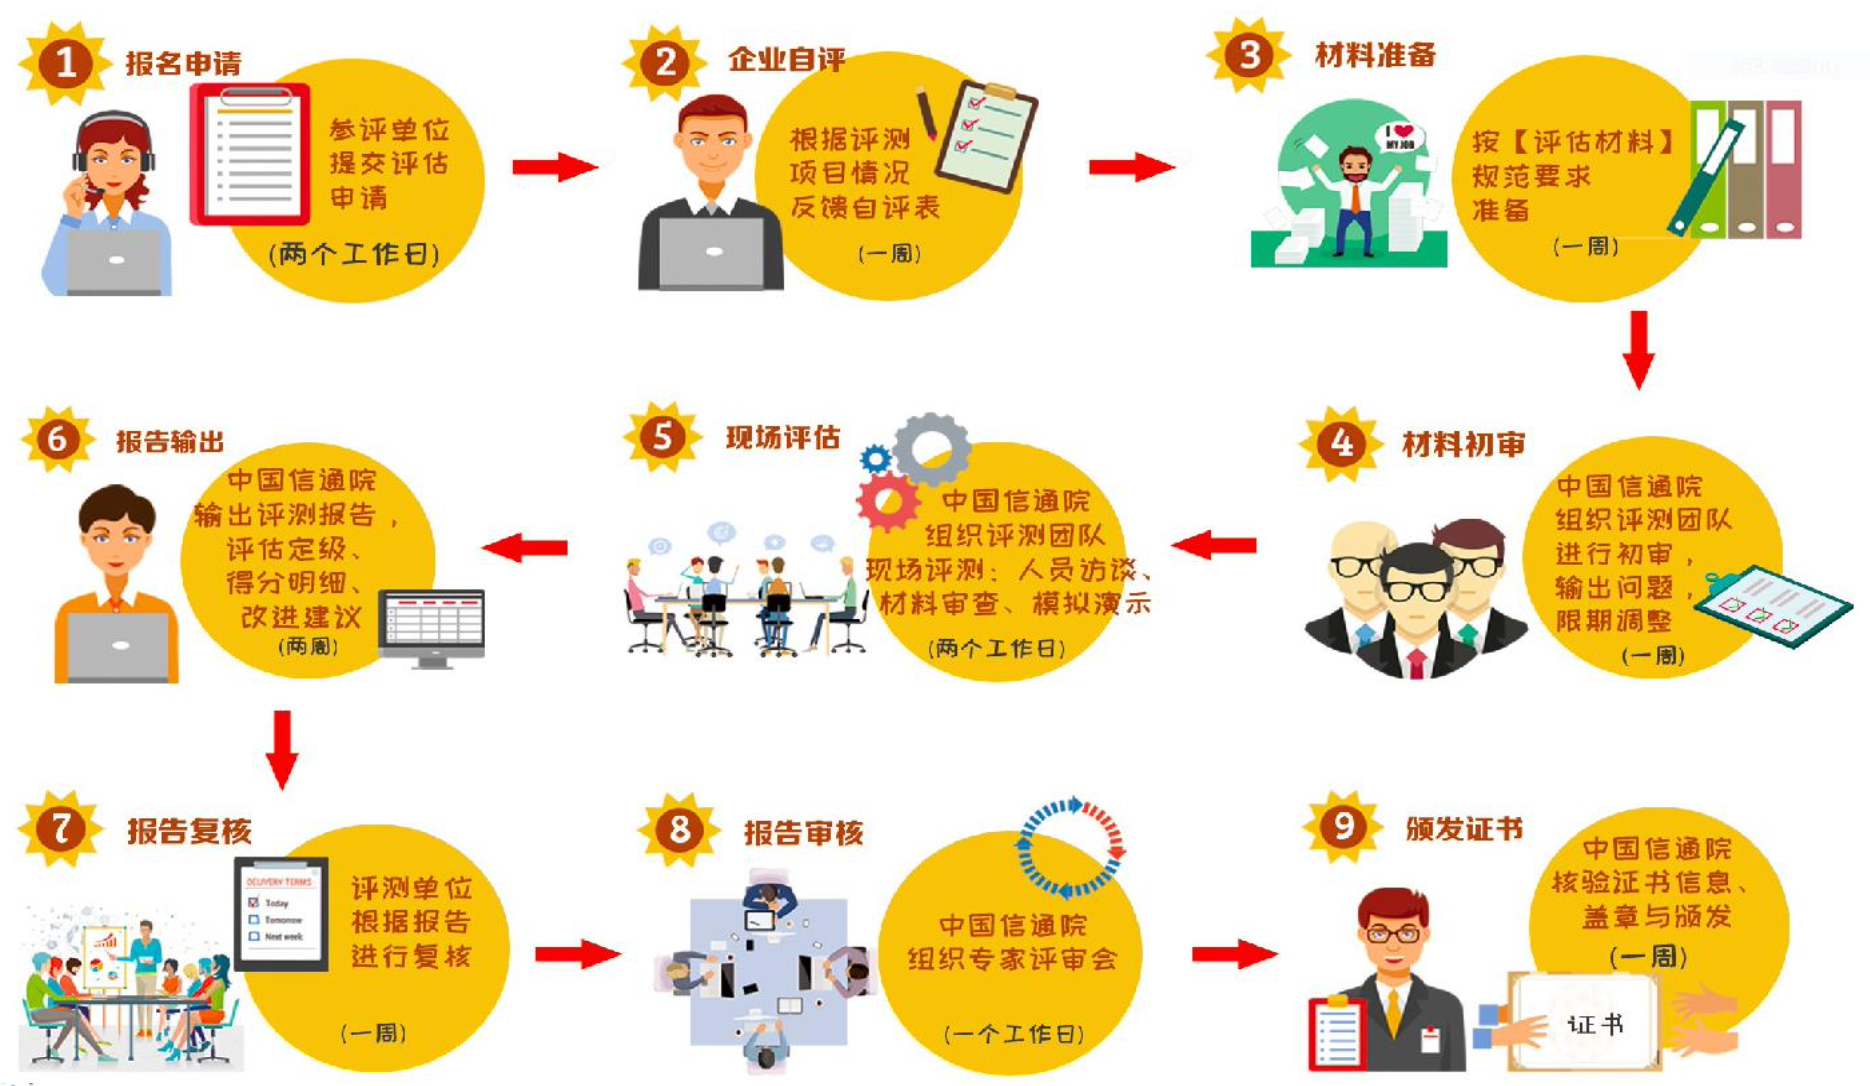 1 报名申请
参评单位
提交评估
申请
(两个工作日)
2 企业自评
根据评测
项目情况
反馈自评表
(一周)
3 材料准备
I ❤
MY JOB
按【评估材料】
规范要求
准备
(一周)
4 材料初审
中国信通院
组织评测团队
进行初审，
输出问题，
限期调整
(一周)
5 现场评估
中国信通院
组织评测团队
现场评测：人员访谈、
材料审查、模拟演示
(两个工作日)
6 报告输出
中国信通院
输出评测报告，
评估定级、
得分明细、
改进建议
(两周)
7 报告复核
DELIVERY TERMS
Today
Tomorrow
Next week
评测单位
根据报告
进行复核
(一周)
8 报告审核
中国信通院
组织专家评审会
(一个工作日)
9 颁发证书
中国信通院
核验证书信息、
盖章与颁发
(一周)
证书